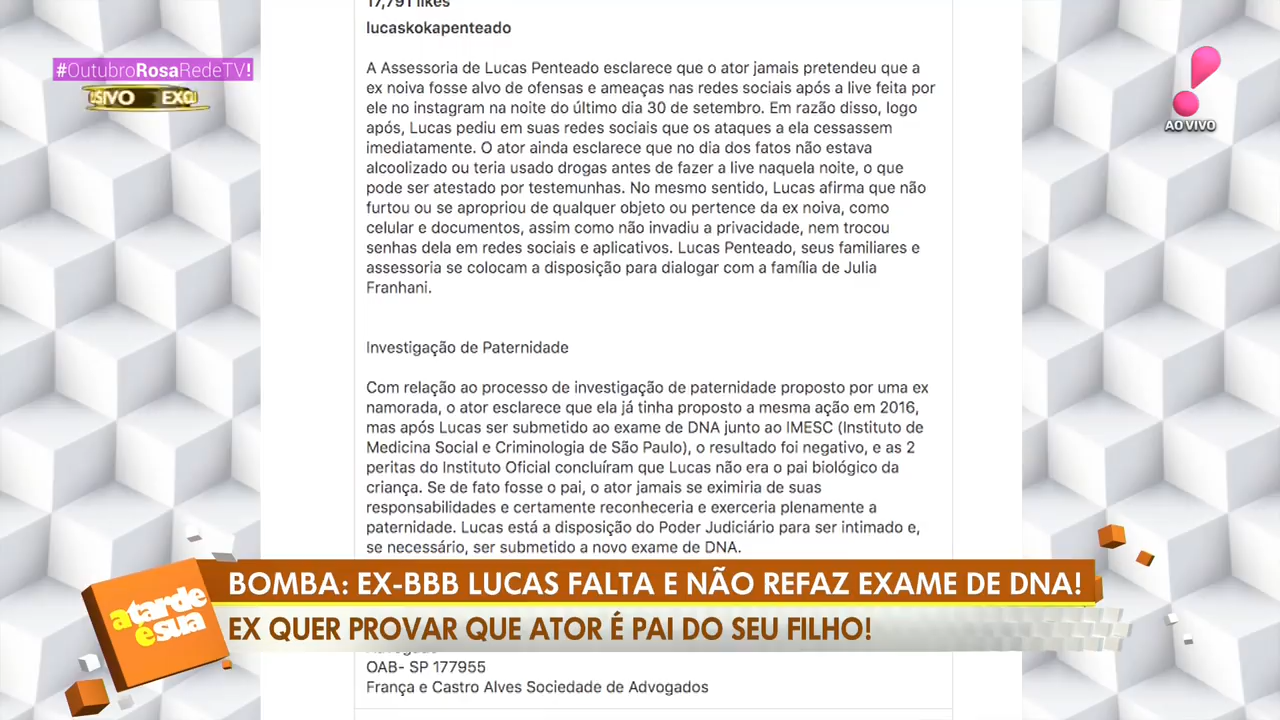 17,791 likes
lucaskokapenteado
#OutubroRosaRedeTV!
AO VIVO
A Assessoria de Lucas Penteado esclarece que o ator jamais pretendeu que a
ex noiva fosse alvo de ofensas e ameaças nas redes sociais após a live feita por
ele no instagram na noite do último dia 30 de setembro. Em razão disso, logo
após, Lucas pediu em suas redes sociais que os ataques a ela cessassem
imediatamente. O ator ainda esclarece que no dia dos fatos não estava
alcoolizado ou teria usado drogas antes de fazer a live naquela noite, o que
pode ser atestado por testemunhas. No mesmo sentido, Lucas afirma que não
furtou ou se apropriou de qualquer objeto ou pertence da ex noiva, como
celular e documentos, assim como não invadiu a privacidade, nem trocou
senhas dela em redes sociais e aplicativos. Lucas Penteado, seus familiares e
assessoria se colocam a disposição para dialogar com a família de Julia
Franhani.
Investigação de Paternidade
Com relação ao processo de investigação de paternidade proposto por uma ex
namorada, o ator esclarece que ela já tinha proposto a mesma ação em 2016,
mas após Lucas ser submetido ao exame de DNA junto ao IMESC (Instituto de
Medicina Social e Criminologia de São Paulo), o resultado foi negativo, e as 2
peritas do Instituto Oficial concluíram que Lucas não era o pai biológico da
criança. Se de fato fosse o pai, o ator jamais se eximiria de suas
responsabilidades e certamente reconheceria e exerceria plenamente a
paternidade. Lucas está a disposição do Poder Judiciário para ser intimado e,
se necessário, ser submetido a novo exame de DNA.
a tarde é sua
BOMBA: EX-BBB LUCAS FALTA E NÃO REFAZ EXAME DE DNA!
EX QUER PROVAR QUE ATOR É PAI DO SEU FILHO!
OAB- SP 177955
França e Castro Alves Sociedade de Advogados